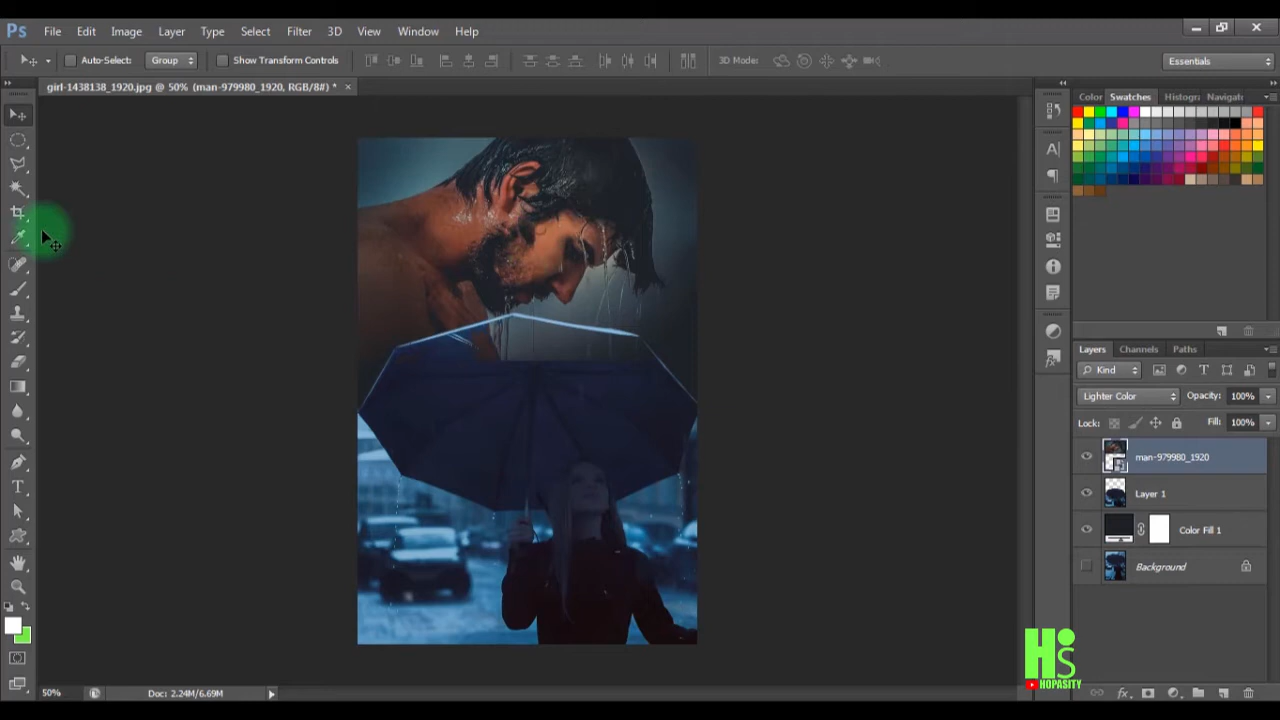 Ps File Edit Image Layer Type Select Filter 3D View Window Help
Auto-Select: Group Show Transform Controls 3D Mode: Essentials
girl-1438138_1920.jpg @ 50% (man-979980_1920, RGB/8#) * ×
Color Swatches Histogr Navigat
Layers Channels Paths
Kind
Lighter Color Opacity: 100%
Lock: Fill: 100%
man-979980_1920
Layer 1
Color Fill 1
Background
HOPASITY
50% Doc: 2.24M/6.69M